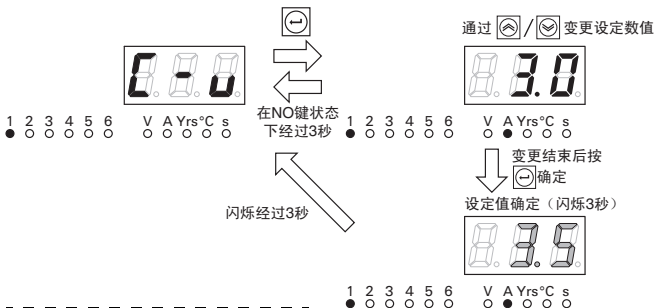 通过 / 变更设定数值
C-u
3.0
在NO键状态
下经过3秒
1 2 3 4 5 6 V A Yrs°C s
1 2 3 4 5 6 V A Yrs°C s
变更结束后按
确定
设定值确定（闪烁3秒）
闪烁经过3秒
3.5
1 2 3 4 5 6 V A Yrs°C s